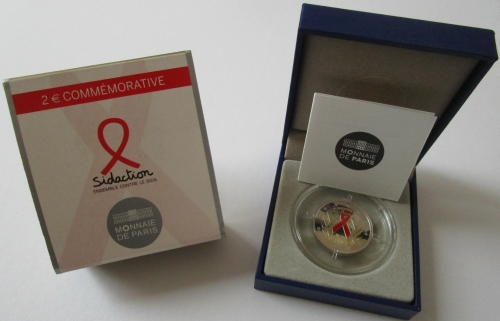 2 € COMMÉMORATIVE
Sidaction
ENSEMBLE CONTRE LE SIDA
MONNAIE
DE PARIS
MONNAIE
DE PARIS